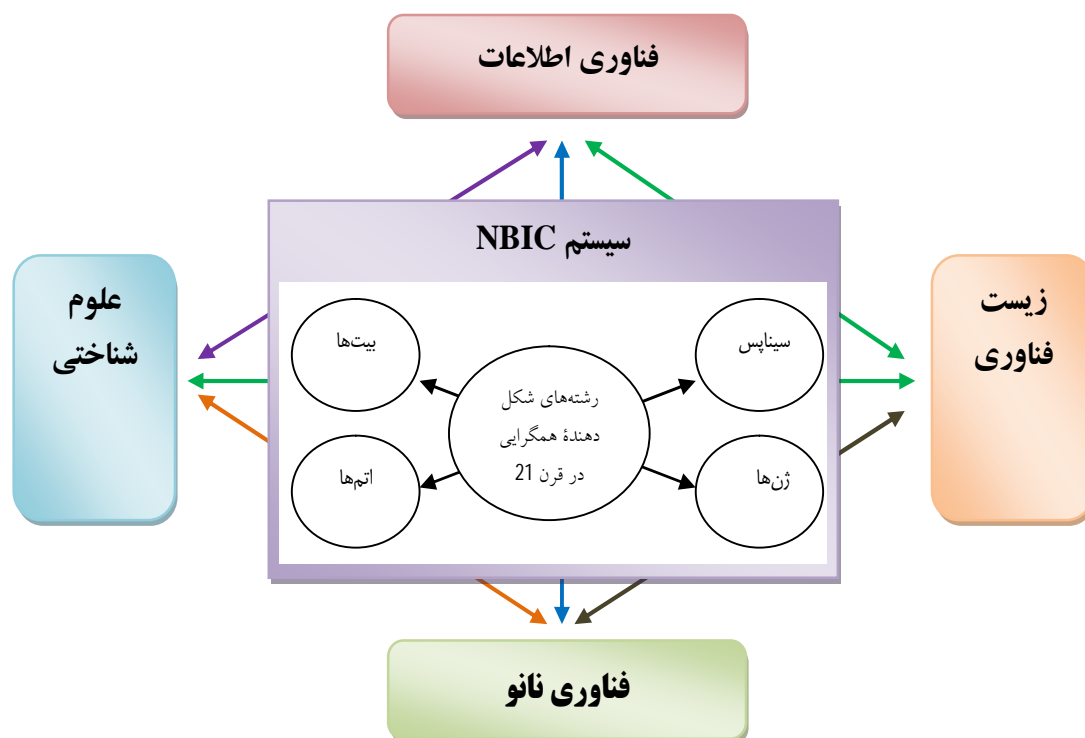 فناوری اطلاعات
سیستم NBIC
زیست
فناوری
علوم
شناختی
سیناپس
بیت‌ها
رشته‌های شکل
دهندهٔ همگرایی
در قرن 21
ژن‌ها
اتم‌ها
فناوری نانو